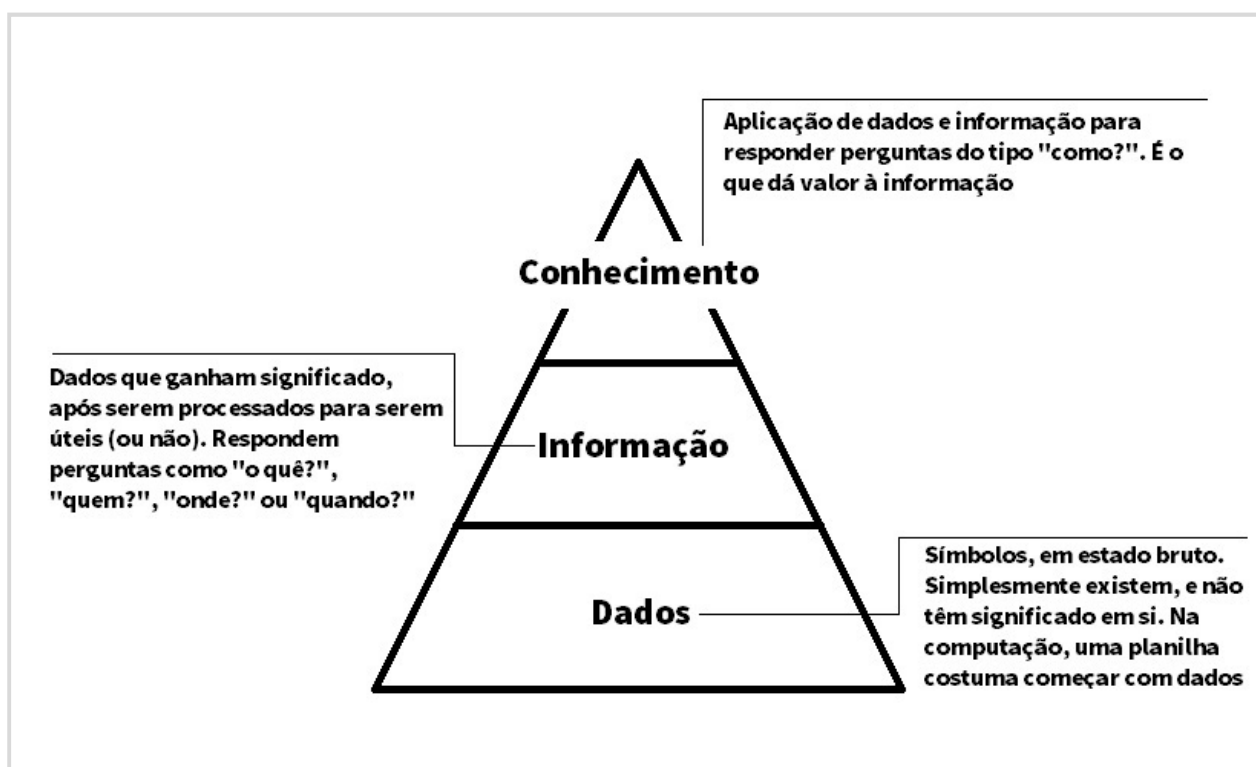 Aplicação de dados e informação para
responder perguntas do tipo "como?". É o
que dá valor à informação
Conhecimento
Dados que ganham significado,
após serem processados para serem
úteis (ou não). Respondem
perguntas como "o quê?",
"quem?", "onde?" ou "quando?"
Informação
Símbolos, em estado bruto.
Simplesmente existem, e não
têm significado em si. Na
computação, uma planilha
costuma começar com dados
Dados